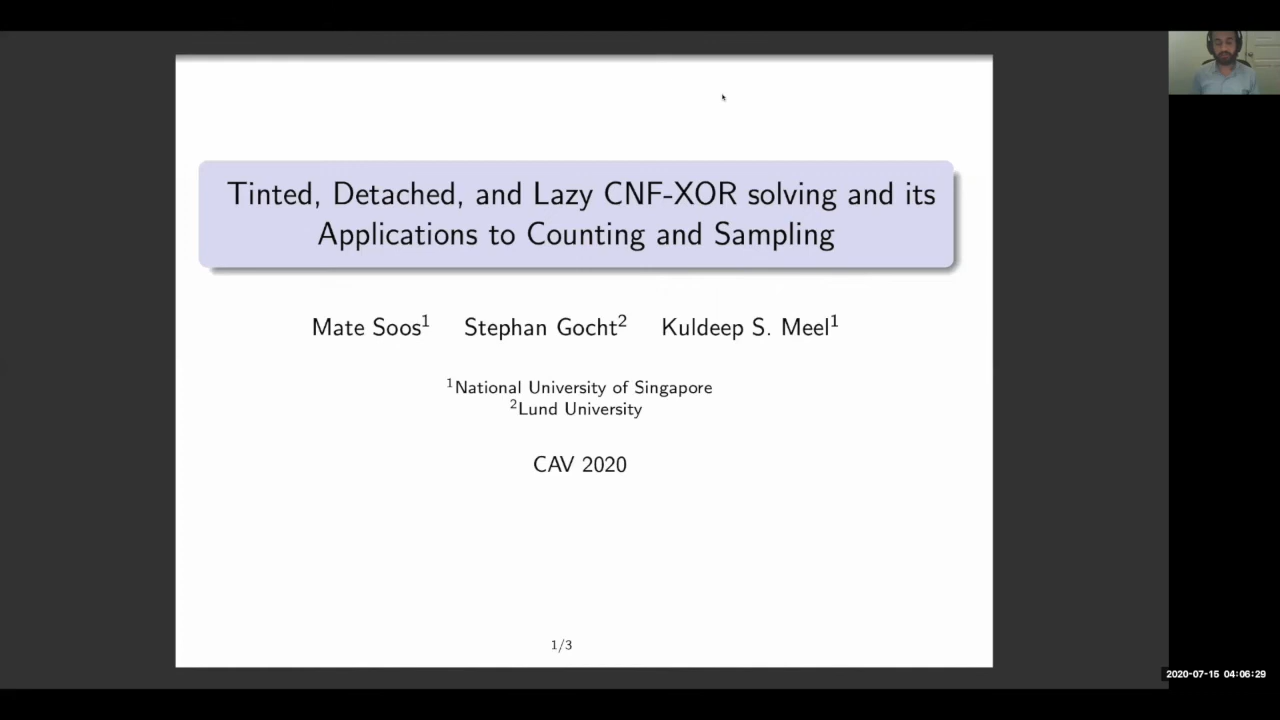 Tinted, Detached, and Lazy CNF-XOR solving and its
Applications to Counting and Sampling
Mate Soos1 Stephan Gocht2 Kuldeep S. Meel1
1National University of Singapore
2Lund University
CAV 2020
1/3
2020-07-15 04:06:29